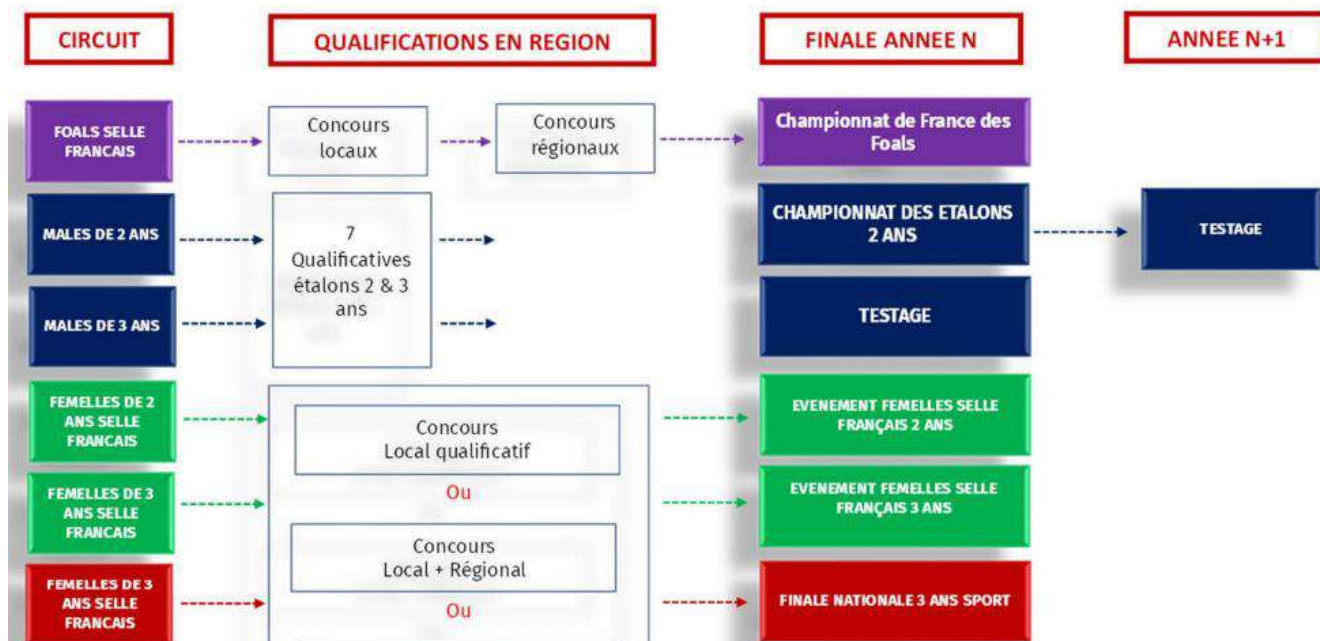 CIRCUIT
QUALIFICATIONS EN REGION
FINALE ANNEE N
ANNEE N+1
FOALS SELLE
FRANCAIS
Concours
locaux
Concours
régionaux
Championnat de France des
Foals
MALES DE 2 ANS
7
Qualificatives
étalons 2 & 3
ans
CHAMPIONNAT DES ETALONS
2 ANS
TESTAGE
MALES DE 3 ANS
TESTAGE
FEMELLES DE 2
ANS SELLE
FRANCAIS
Concours
Local qualificatif
EVENEMENT FEMELLES SELLE
FRANÇAIS 2 ANS
Ou
FEMELLES DE 3
ANS SELLE
FRANCAIS
EVENEMENT FEMELLES SELLE
FRANÇAIS 3 ANS
Concours
Local + Régional
Ou
FEMELLES DE 3
ANS SELLE
FRANCAIS
FINALE NATIONALE 3 ANS SPORT